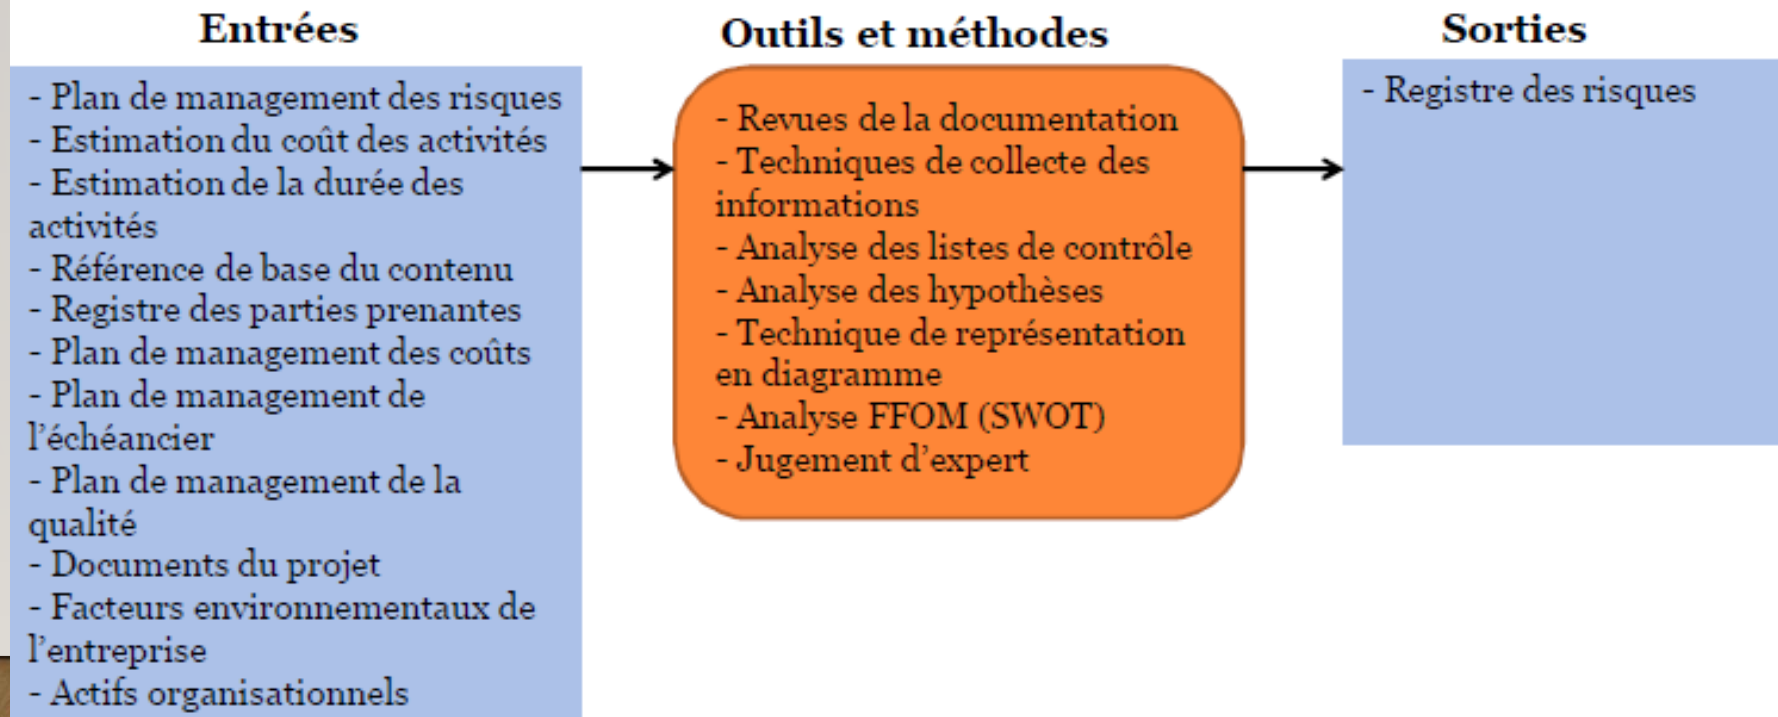 Entrées
- Plan de management des risques
- Estimation du coût des activités
- Estimation de la durée des
activités
- Référence de base du contenu
- Registre des parties prenantes
- Plan de management des coûts
- Plan de management de
l’échéancier
- Plan de management de la
qualité
- Documents du projet
- Facteurs environnementaux de
l’entreprise
- Actifs organisationnels
Outils et méthodes
- Revues de la documentation
- Techniques de collecte des
informations
- Analyse des listes de contrôle
- Analyse des hypothèses
- Technique de représentation
en diagramme
- Analyse FFOM (SWOT)
- Jugement d’expert
Sorties
- Registre des risques